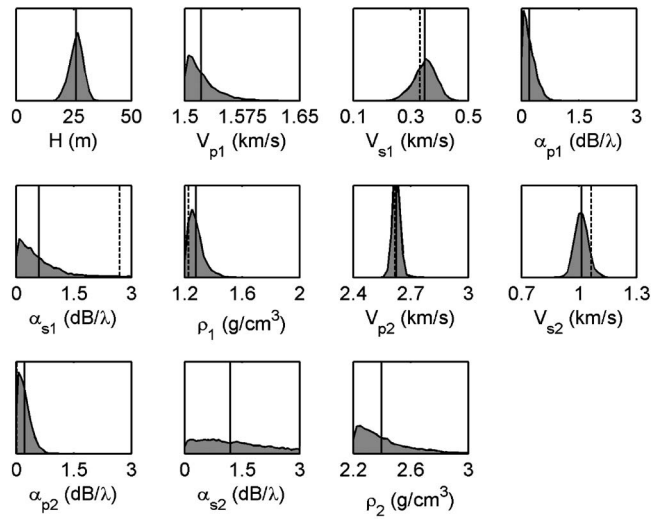 0 25 50 1.5 1.575 1.65 0.1 0.3 0.5 0 1.5 3
H (m) Vp1 (km/s) Vs1 (km/s) αp1 (dB/λ)
0 1.5 3 1.2 1.6 2 2.4 2.7 3 0.7 1 1.3
αs1 (dB/λ) ρ1 (g/cm³) Vp2 (km/s) Vs2 (km/s)
0 1.5 3 0 1.5 3 2.2 2.6 3
αp2 (dB/λ) αs2 (dB/λ) ρ2 (g/cm³)